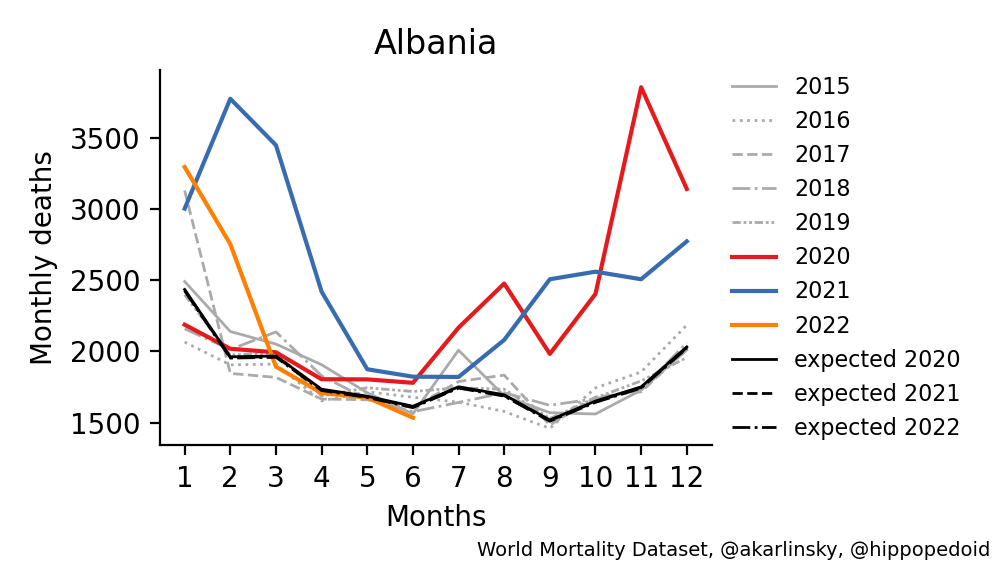 Albania
Monthly deaths
3500
3000
2500
2000
1500
1 2 3 4 5 6 7 8 9 10 11 12
Months
2015
2016
2017
2018
2019
2020
2021
2022
expected 2020
expected 2021
expected 2022
World Mortality Dataset, @akarlinsky, @hippopedoid